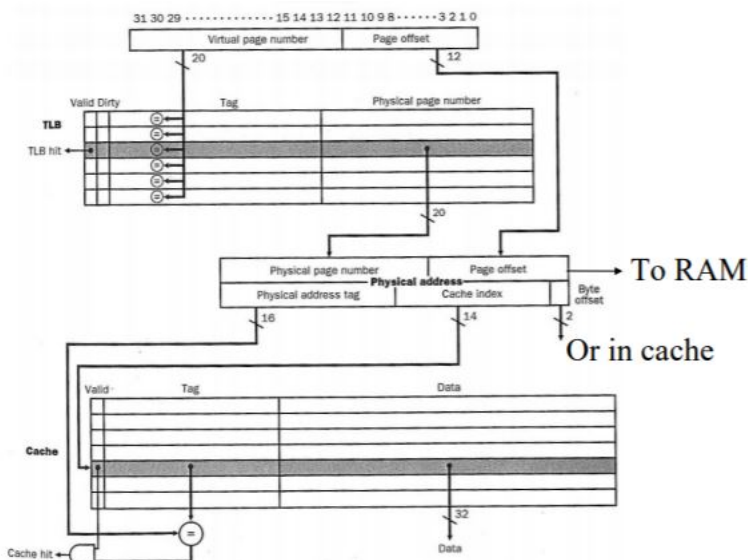 31 30 29 ··················· 15 14 13 12 11 10 9 8 ······ 3 2 1 0
Virtual page number Page offset
20 12
Valid Dirty Tag Physical page number
TLB
=
=
TLB hit =
=
=
=
20
Physical page number Page offset
To RAM
Physical address
Physical address tag Cache index Byte offset
16 14 2
Or in cache
Valid Tag Data
Cache
32
=
Data
Cache hit